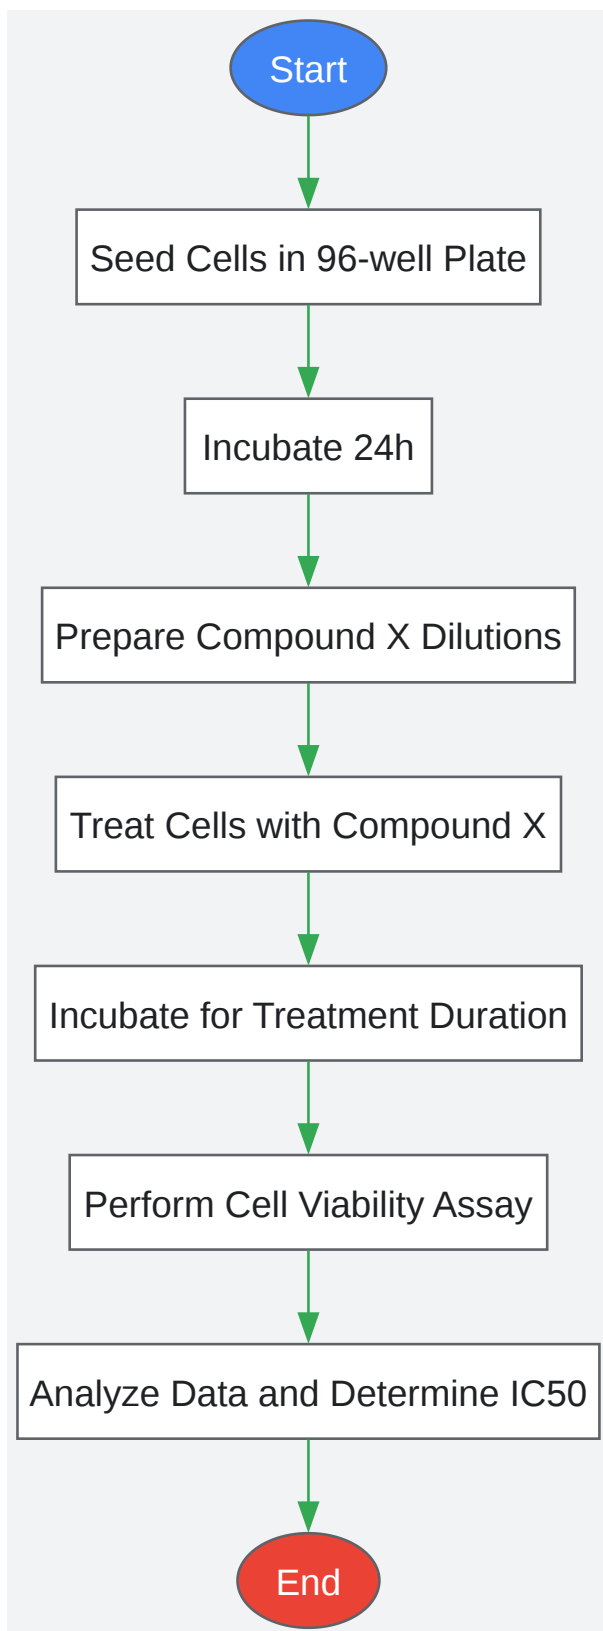 Start
Seed Cells in 96-well Plate
Incubate 24h
Prepare Compound X Dilutions
Treat Cells with Compound X
Incubate for Treatment Duration
Perform Cell Viability Assay
Analyze Data and Determine IC50
End